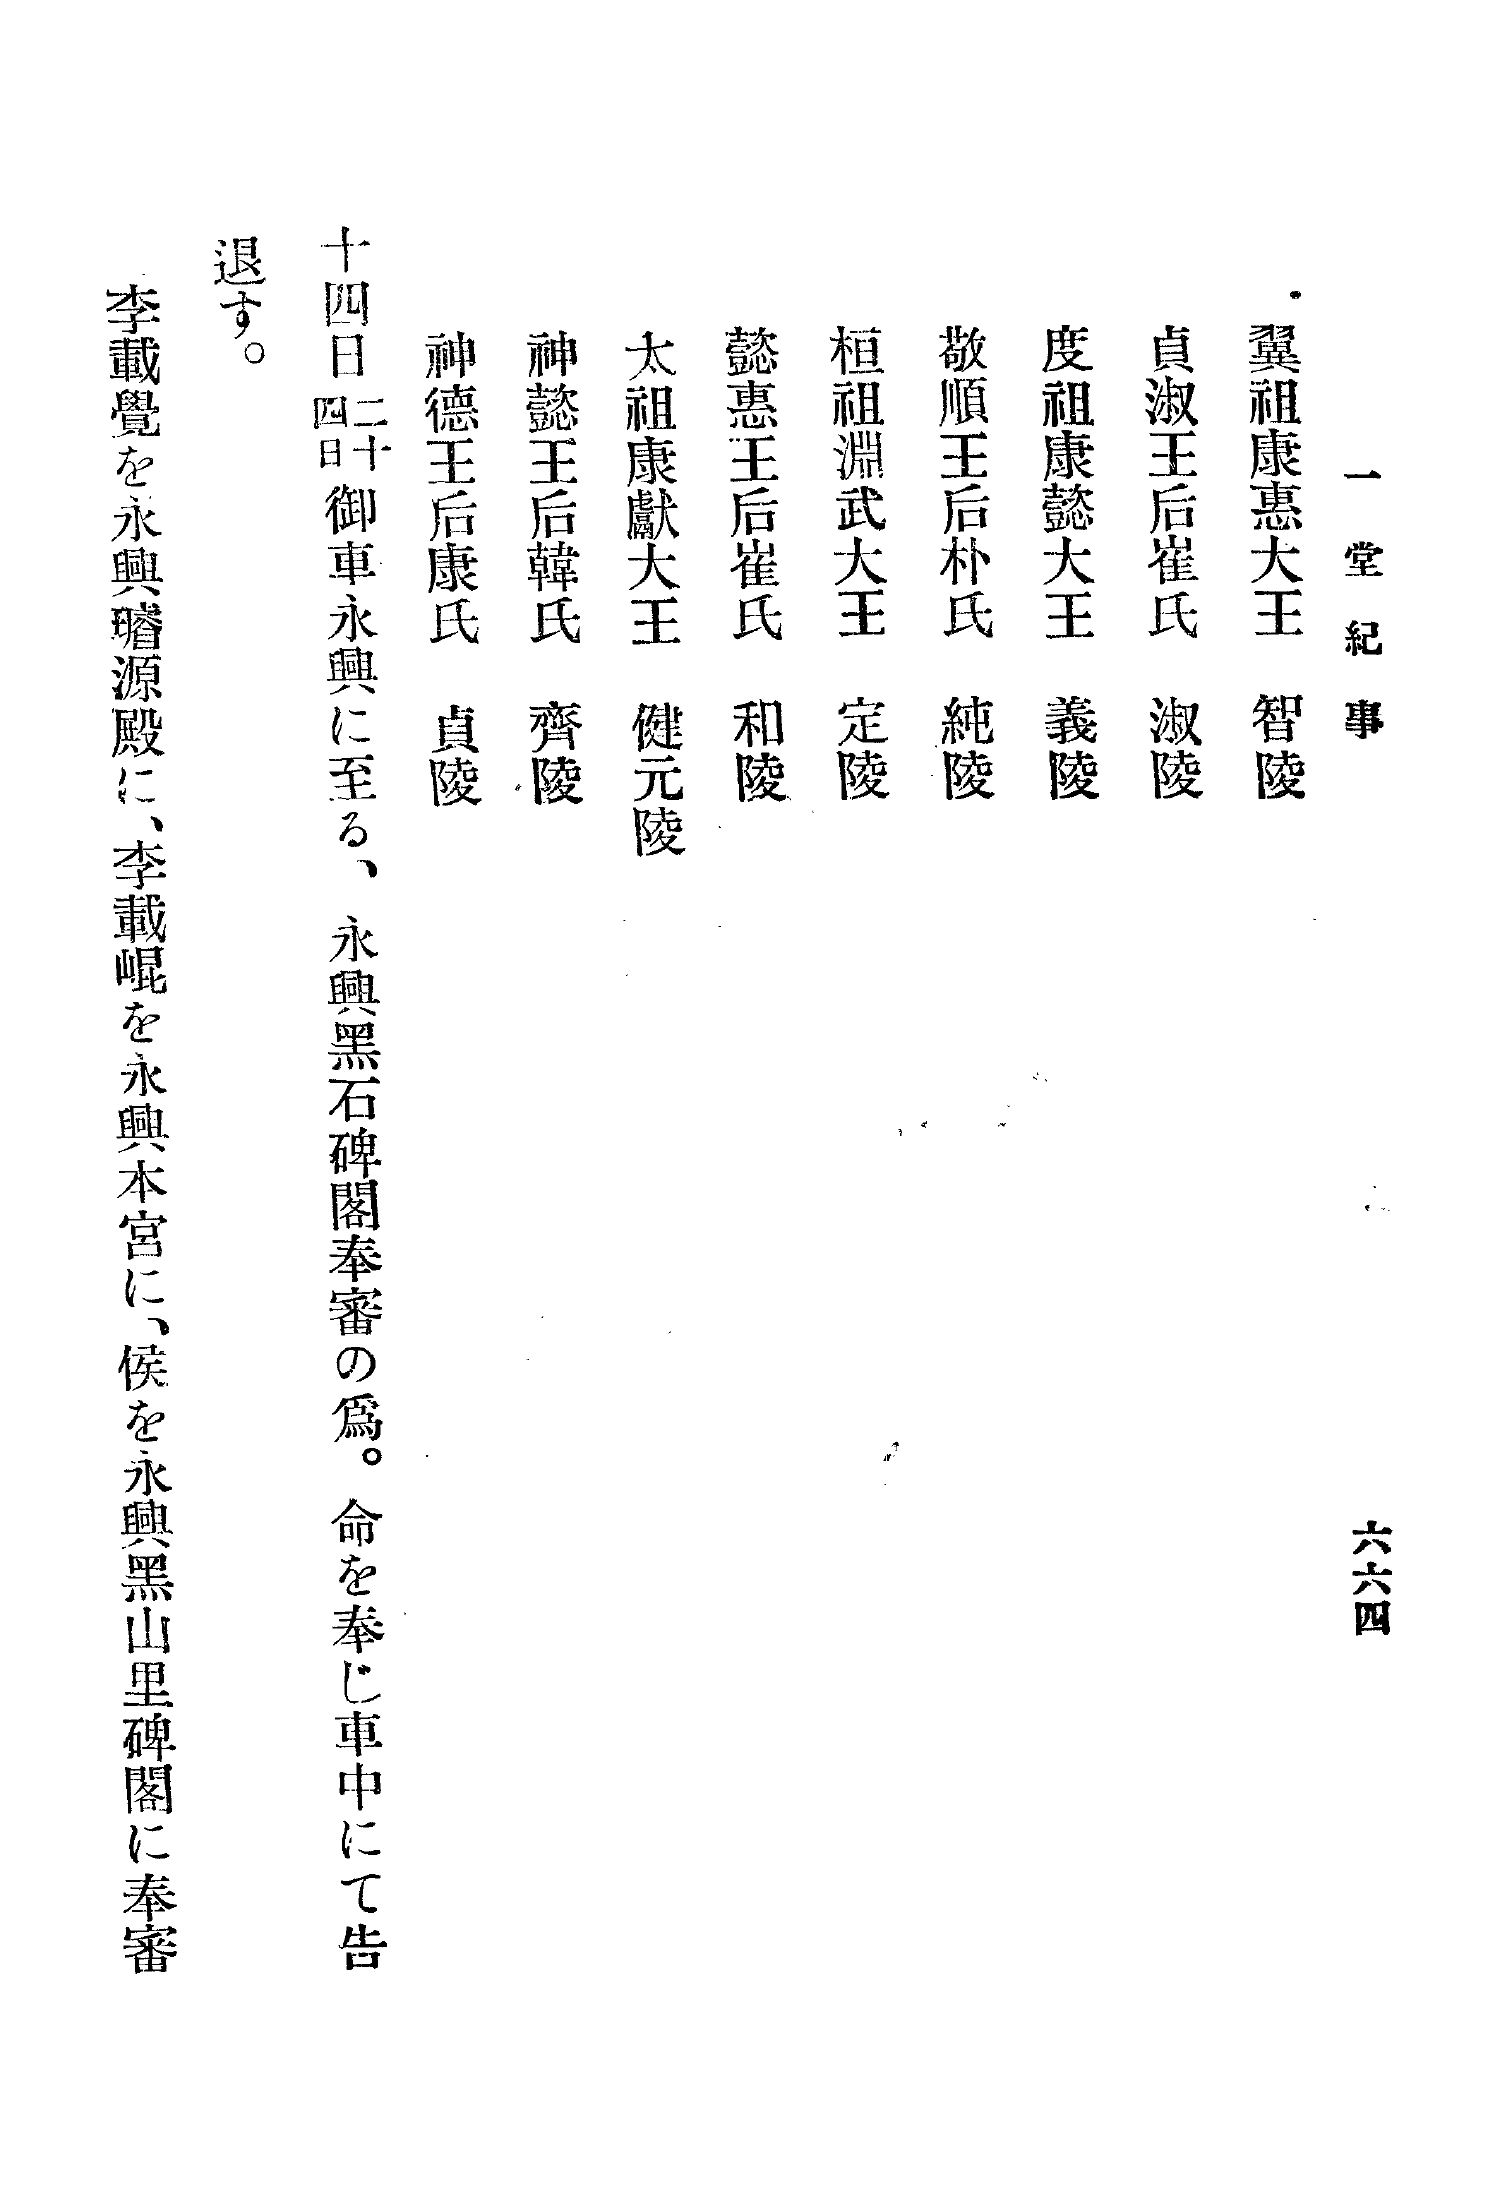 一堂紀事
六六四
翼祖康惠大王　智陵
貞淑王后崔氏　淑陵
度祖康懿大王　義陵
敬順王后朴氏　純陵
桓祖淵武大王　定陵
懿惠王后崔氏　和陵
太祖康獻大王　健元陵
神懿王后韓氏　齊陵
神德王后康氏　貞陵
十四日二十四日御車永興に至る、永興黑石碑閣奉審の爲。命を奉じ車中にて告
退す。
李載覺を永興璿源殿に、李載崐を永興本宮に、侯を永興黑山里碑閣に奉審